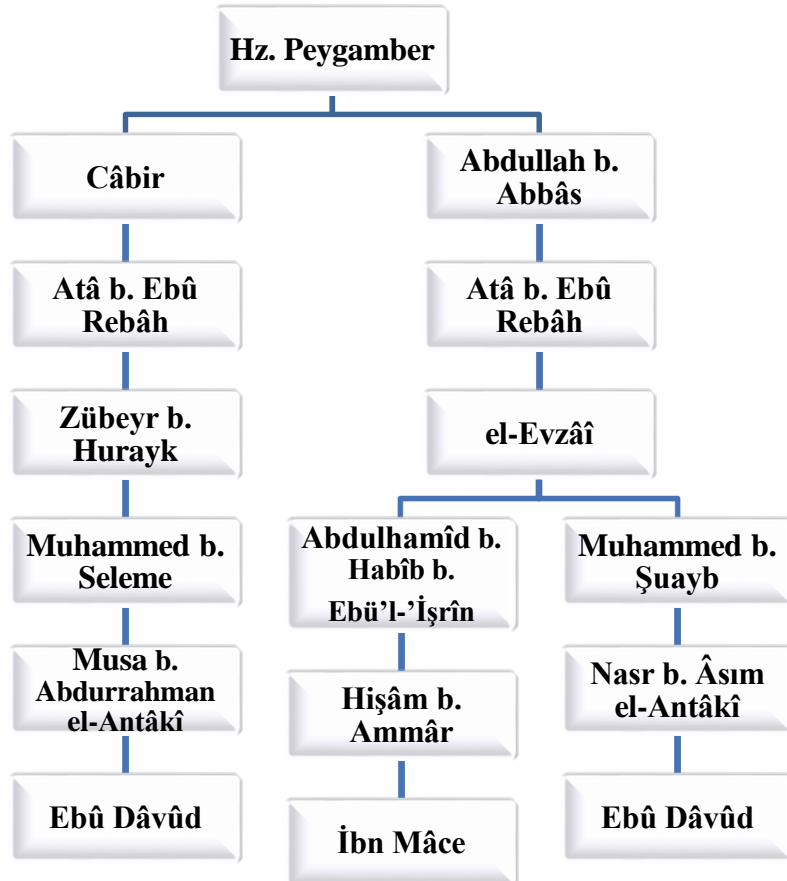 Hz. Peygamber
Câbir
Abdullah b.
Abbâs
Atâ b. Ebû
Rebâh
Atâ b. Ebû
Rebâh
Zübeyr b.
Hurayk
el-Evzâî
Muhammed b.
Seleme
Abdulhamîd b.
Habîb b.
Ebü’l-’İşrîn
Muhammed b.
Şuayb
Musa b.
Abdurrahman
el-Antâkî
Hişâm b.
Ammâr
Nasr b. Âsım
el-Antâkî
Ebû Dâvûd
İbn Mâce
Ebû Dâvûd